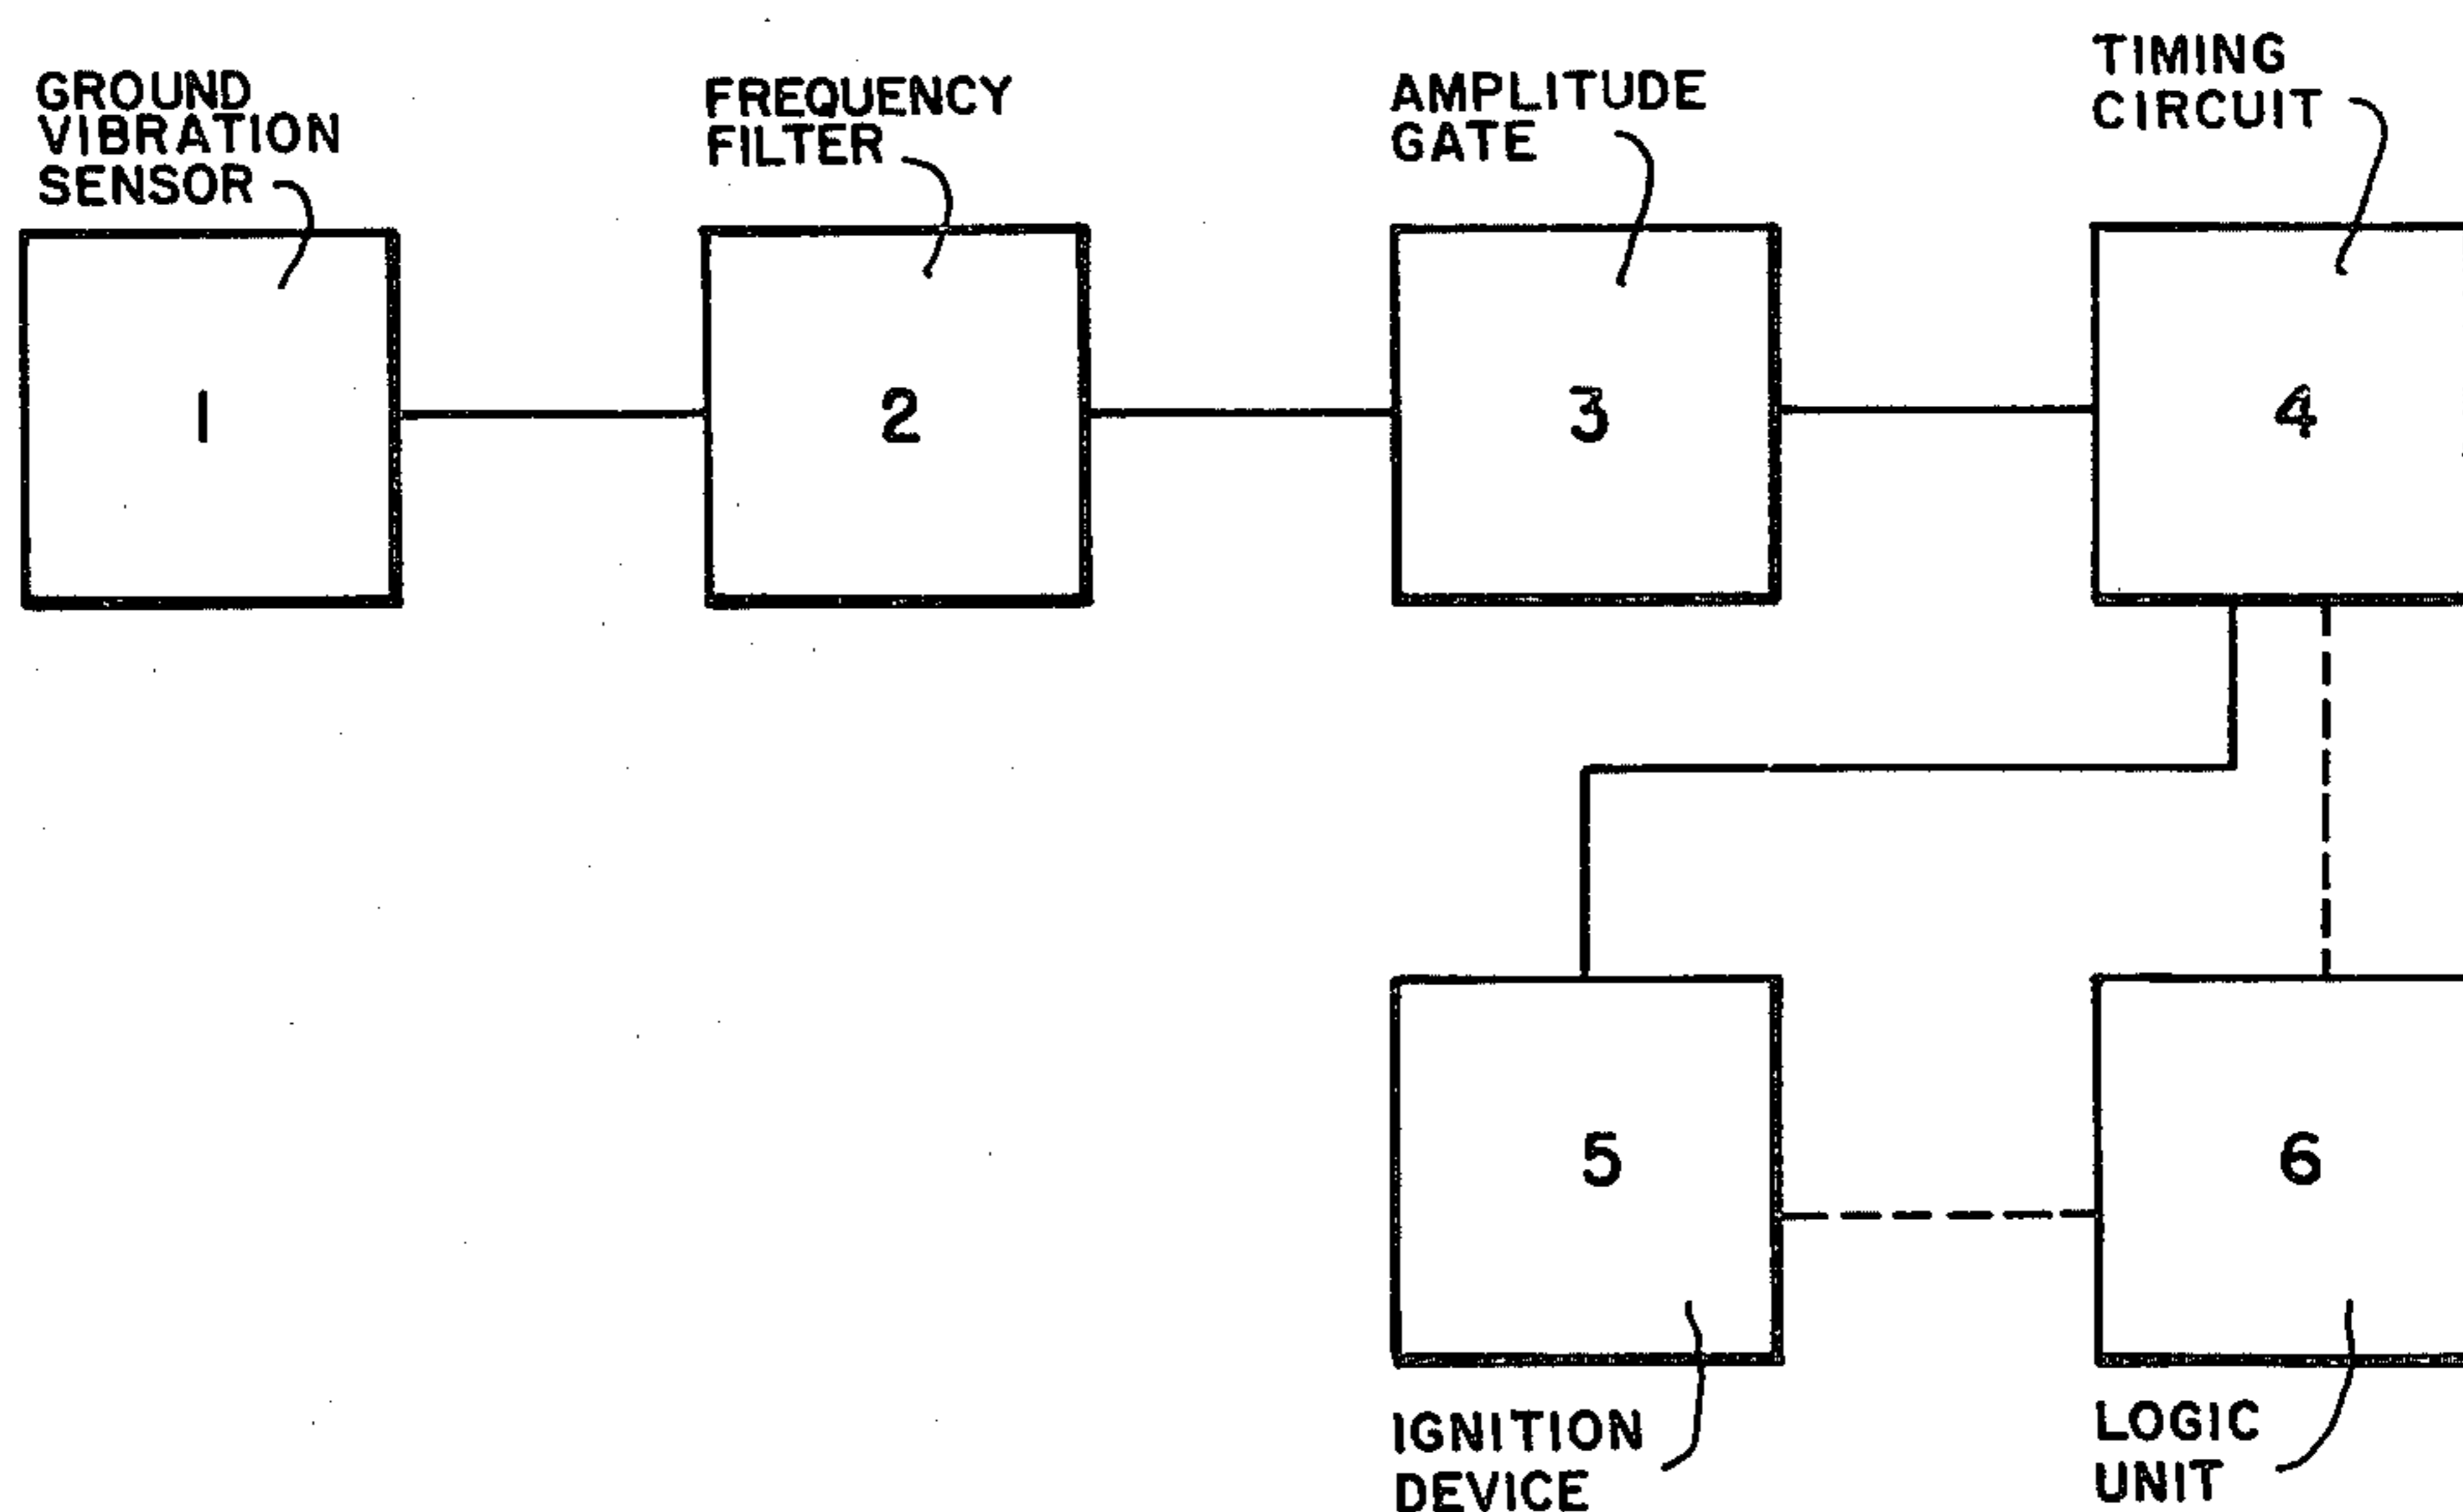 GROUND
VIBRATION
SENSOR
FREQUENCY
FILTER
AMPLITUDE
GATE
TIMING
CIRCUIT
1
2
3
4
5
6
IGNITION
DEVICE
LOGIC
UNIT